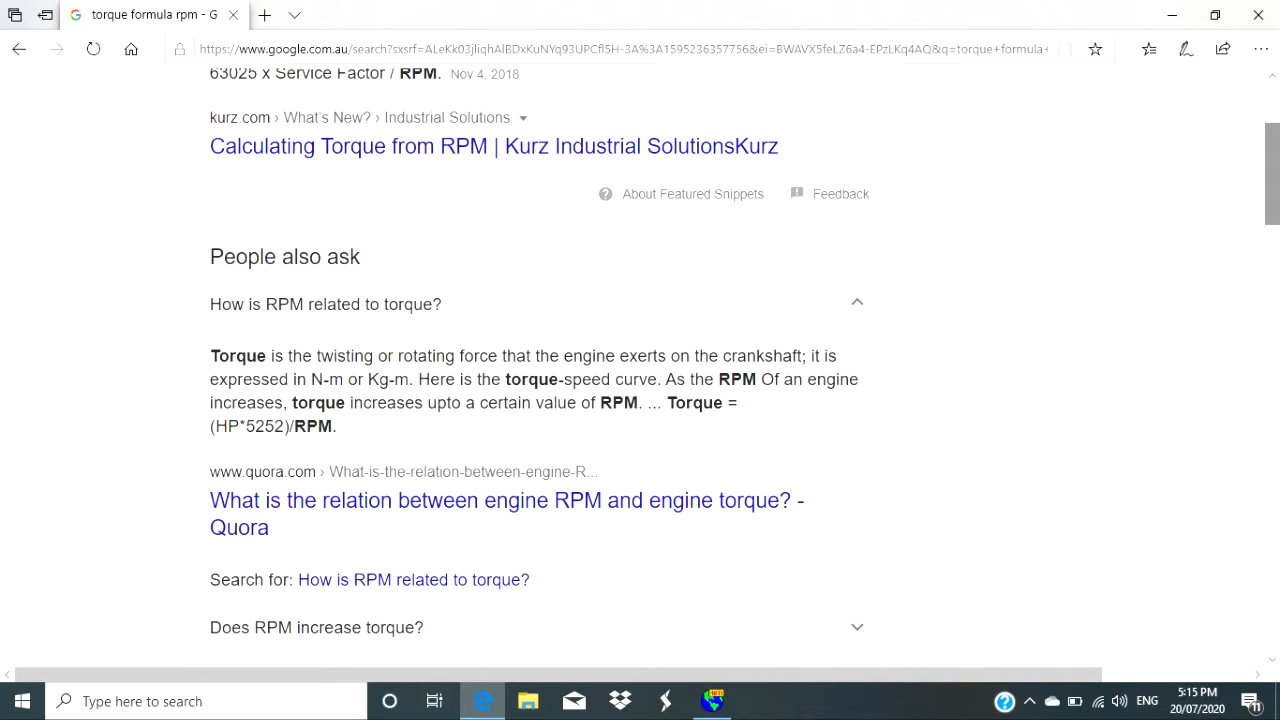 torque formula rpm - G
https://www.google.com.au/search?sxsrf=ALeKk03jliqhAlBDxKuNYq93UPCfl5H-3A%3A1595236357756&ei=BWAVX5feLZ6a4-EPzLKq4AQ&q=torque+formula+
63025 x Service Factor / RPM. Nov 4, 2018
kurz.com › What's New? › Industrial Solutions
Calculating Torque from RPM | Kurz Industrial SolutionsKurz
About Featured Snippets Feedback
People also ask
How is RPM related to torque?
Torque is the twisting or rotating force that the engine exerts on the crankshaft; it is
expressed in N-m or Kg-m. Here is the torque-speed curve. As the RPM Of an engine
increases, torque increases upto a certain value of RPM. ... Torque =
(HP*5252)/RPM.
www.quora.com › What-is-the-relation-between-engine-R...
What is the relation between engine RPM and engine torque? -
Quora
Search for: How is RPM related to torque?
Does RPM increase torque?
Type here to search
ENG
5:15 PM
20/07/2020
11